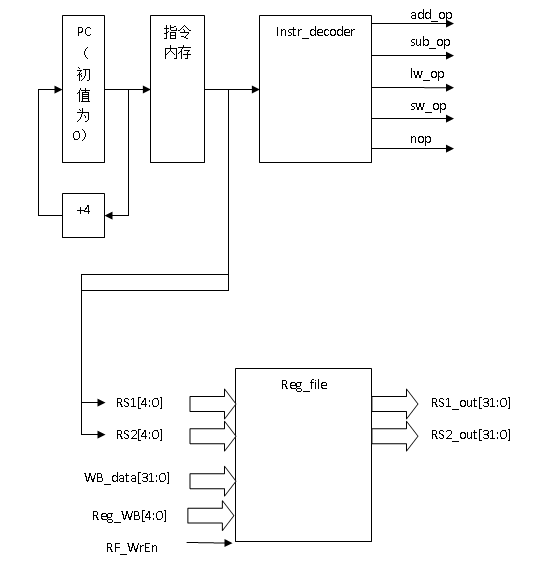 PC
（
初
值
为
0）
指令
内存
Instr_decoder
add_op
sub_op
lw_op
sw_op
nop
+4
Reg_file
RS1[4:0]
RS2[4:0]
WB_data[31:0]
Reg_WB[4:0]
RF_WrEn
RS1_out[31:0]
RS2_out[31:0]